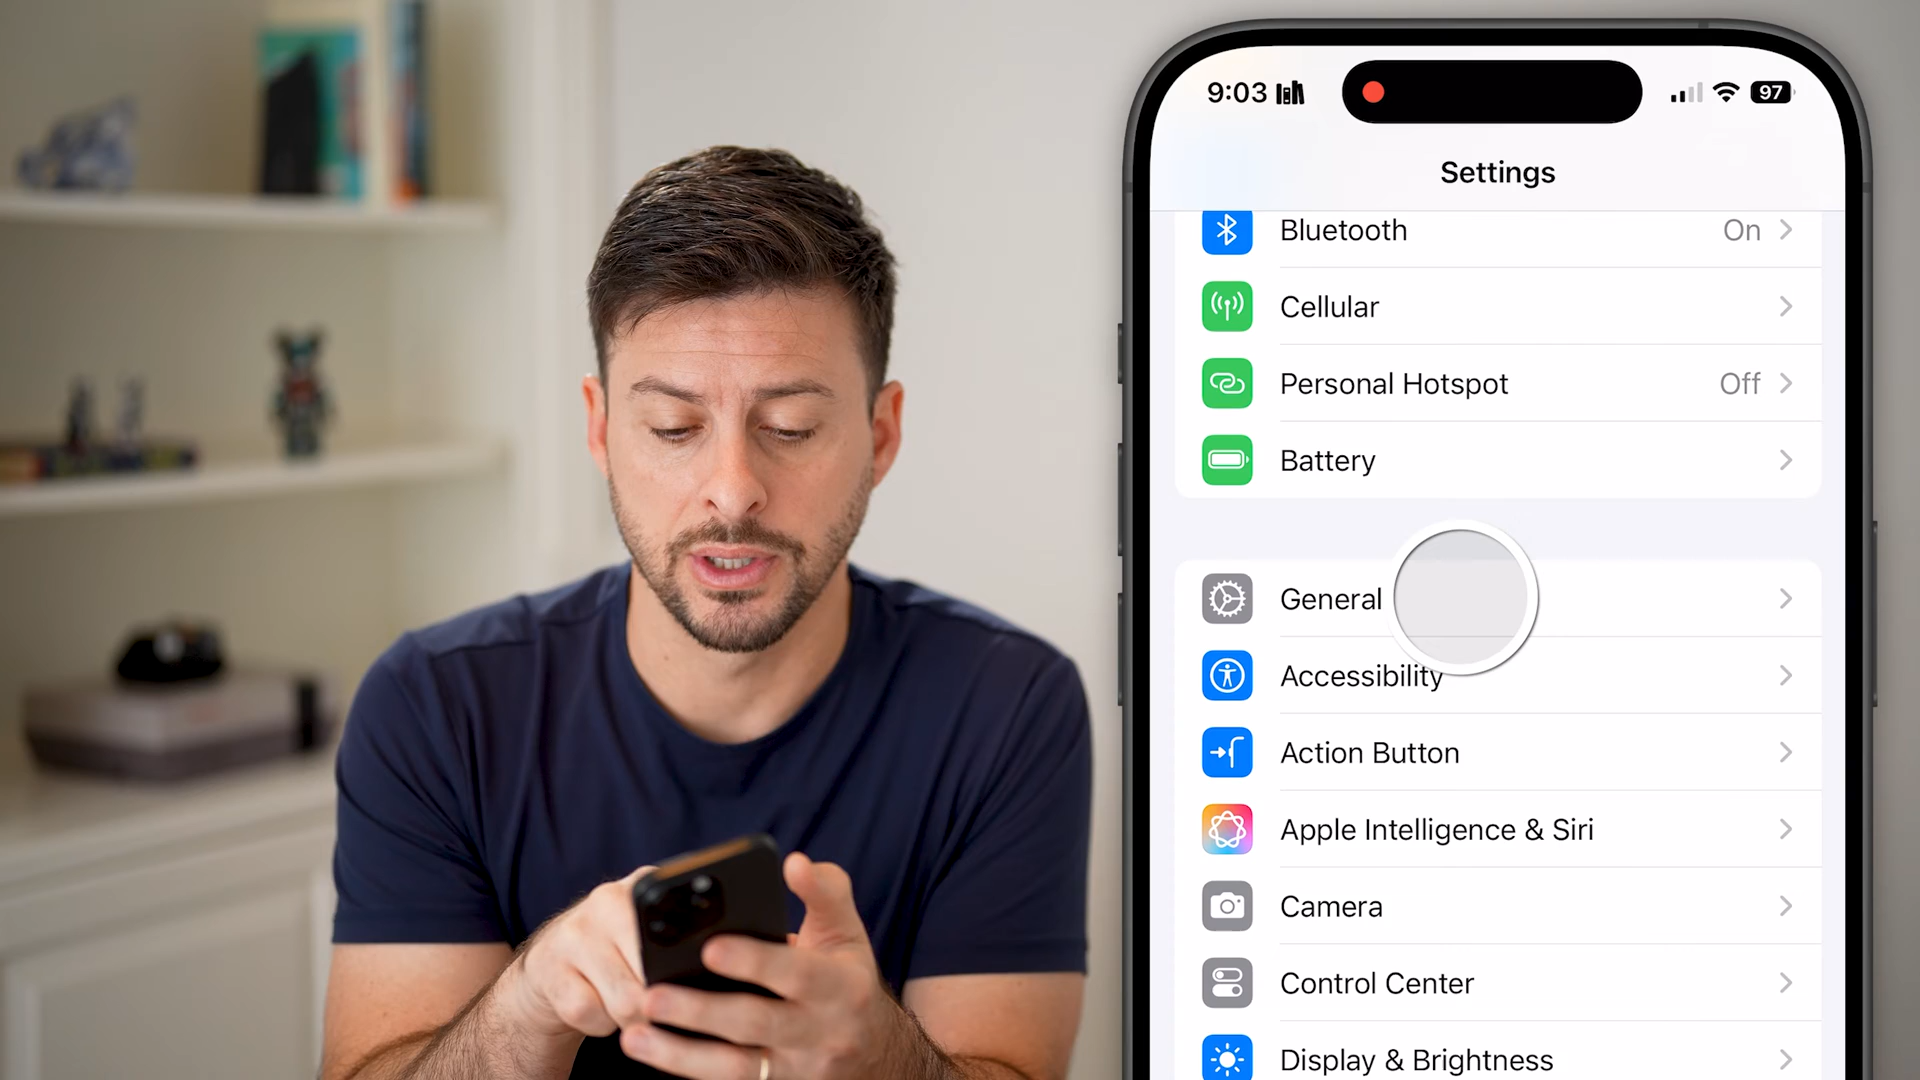 9:03
97
Settings
Bluetooth On
Cellular
Personal Hotspot Off
Battery
General
Accessibility
Action Button
Apple Intelligence & Siri
Camera
Control Center
Display & Brightness